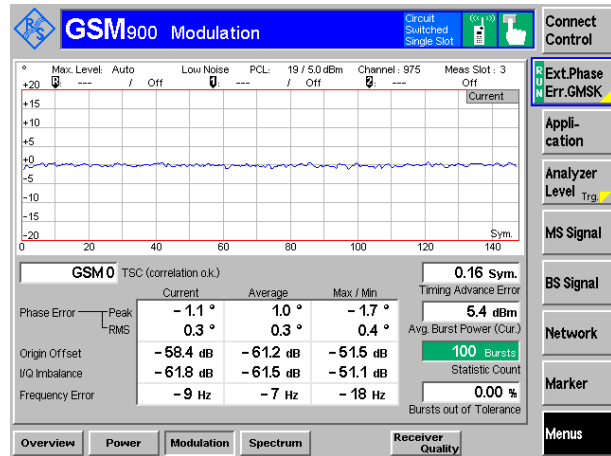 GSM900 Modulation
Circuit Switched Single Slot
Connect Control
° Max. Level: Auto Low Noise PCL: 19 / 5.0 dBm Channel : 975 Meas Slot : 3
R: --- / Off 1: --- / Off 2: --- Off
Current
+20
+15
+10
+5
+0
-5
-10
-15
-20
0 20 40 60 80 100 120 140
Sym.
RUN
Ext.Phase Err.GMSK
Appli-
cation
Analyzer Level Trg.
MS Signal
BS Signal
Network
Marker
Menus
GSM 0 TSC (correlation o.k.)
0.16 Sym.
Timing Advance Error
Current Average Max / Min
Phase Error Peak - 1.1 ° 1.0 ° - 1.7 °
RMS 0.3 ° 0.3 ° 0.4 °
5.4 dBm
Avg. Burst Power (Cur.)
Origin Offset - 58.4 dB - 61.2 dB - 51.5 dB
I/Q Imbalance - 61.8 dB - 61.5 dB - 51.1 dB
Frequency Error - 9 Hz - 7 Hz - 18 Hz
100 Bursts
Statistic Count
0.00 %
Bursts out of Tolerance
Overview Power Modulation Spectrum Receiver Quality